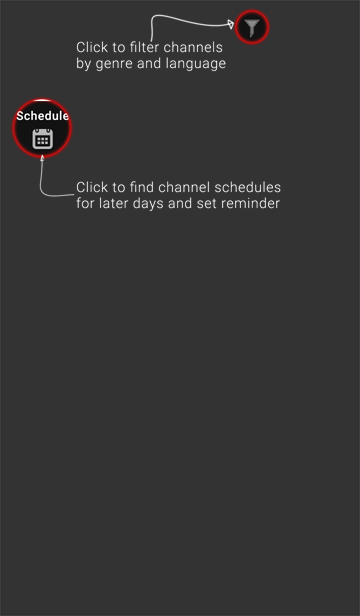 Click to filter channels
by genre and language
Schedule
Click to find channel schedules
for later days and set reminder